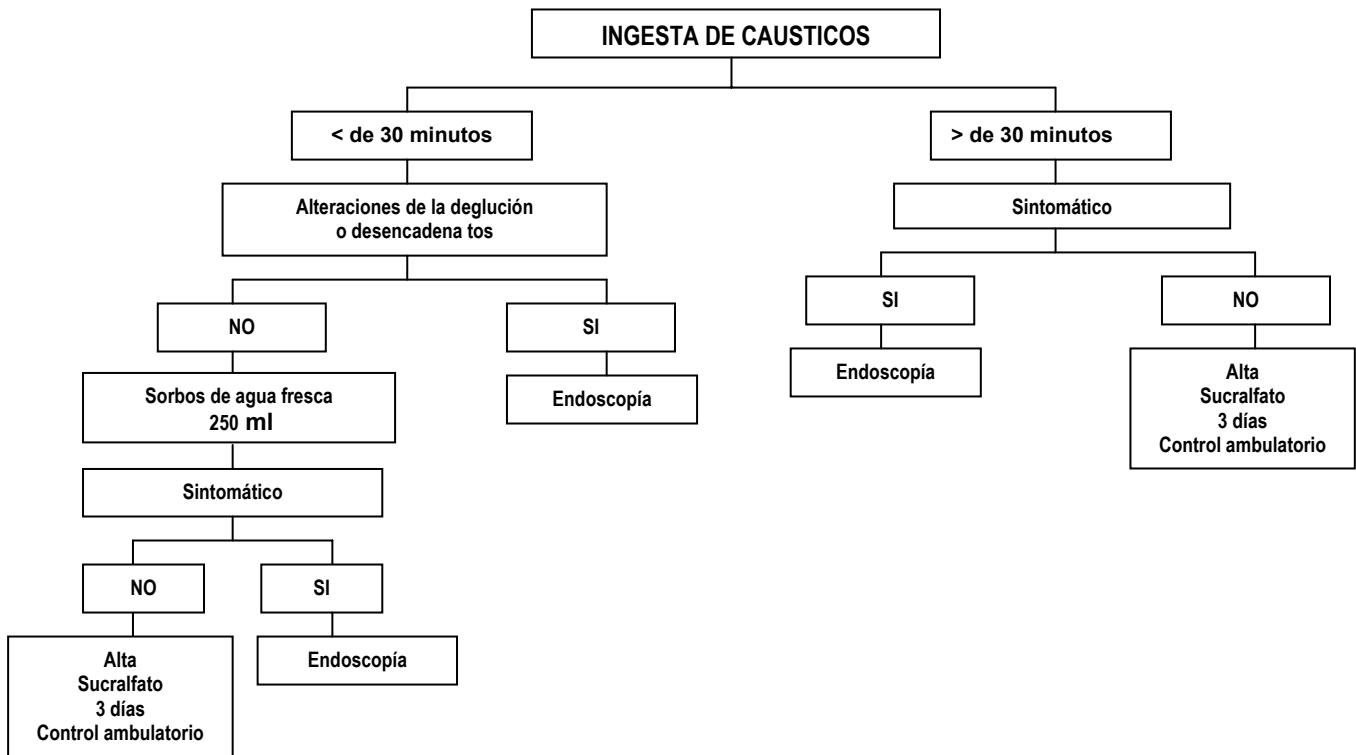 INGESTA DE CAUSTICOS
< de 30 minutos
> de 30 minutos
Alteraciones de la deglución
o desencadena tos
Sintomático
NO
SI
SI
NO
Sorbos de agua fresca
250 ml
Endoscopía
Endoscopía
Alta
Sucralfato
3 días
Control ambulatorio
Sintomático
NO
SI
Alta
Sucralfato
3 días
Control ambulatorio
Endoscopía